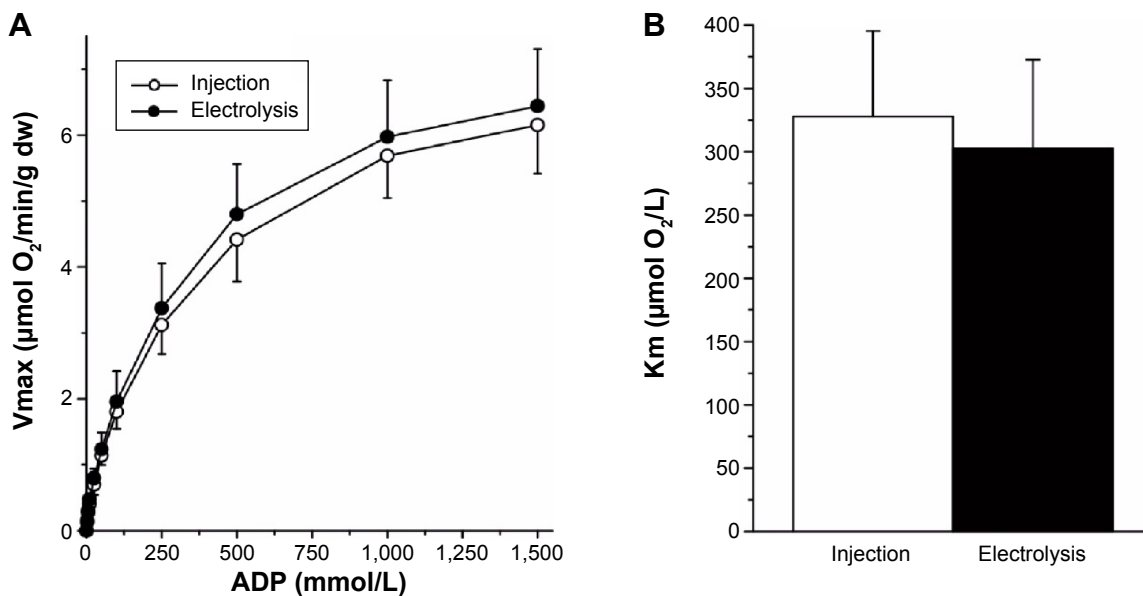 A
Vmax (µmol O₂/min/g dw)
6
4
2
0
Injection
Electrolysis
0 250 500 750 1,000 1,250 1,500
ADP (mmol/L)
B
Km (µmol O₂/L)
400
350
300
250
200
150
100
50
0
Injection Electrolysis